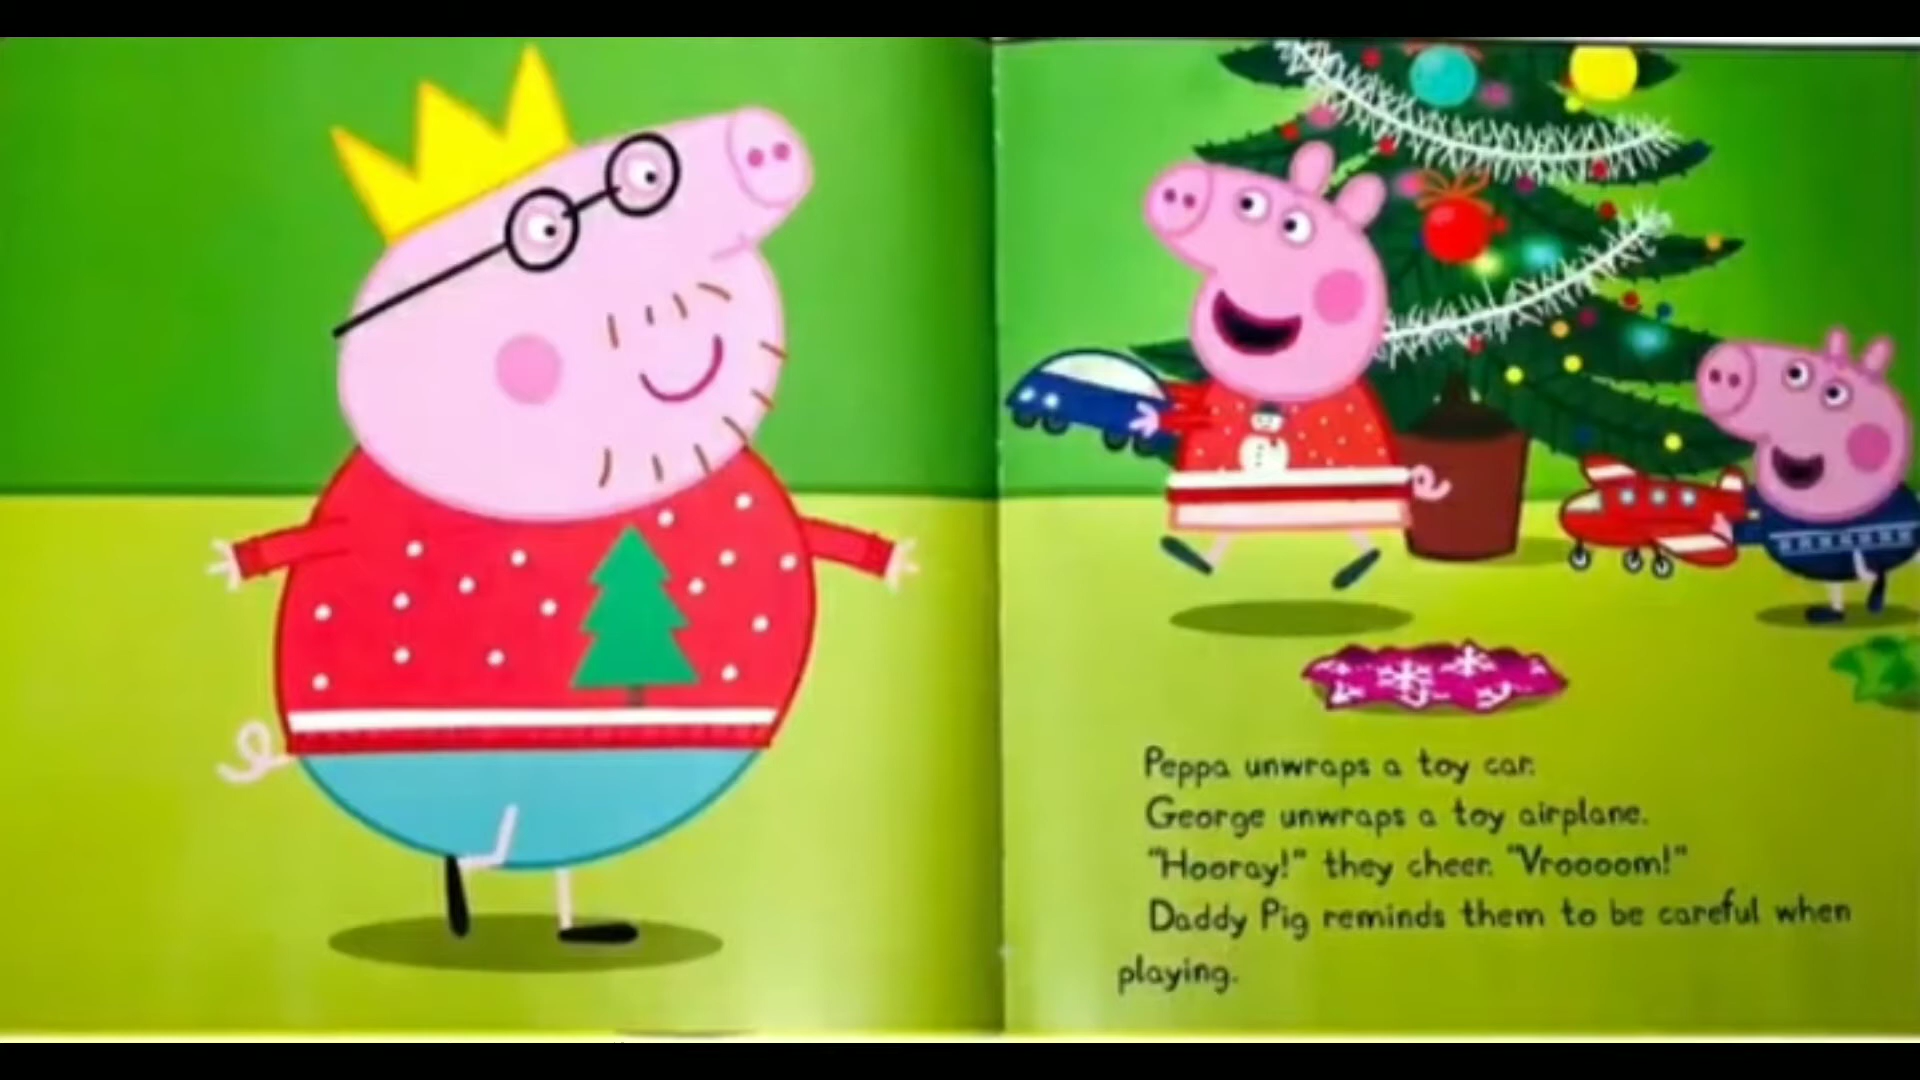 Peppa unwraps a toy car.
George unwraps a toy airplane.
"Hooray!" they cheer. "Vroooom!"
Daddy Pig reminds them to be careful when
playing.